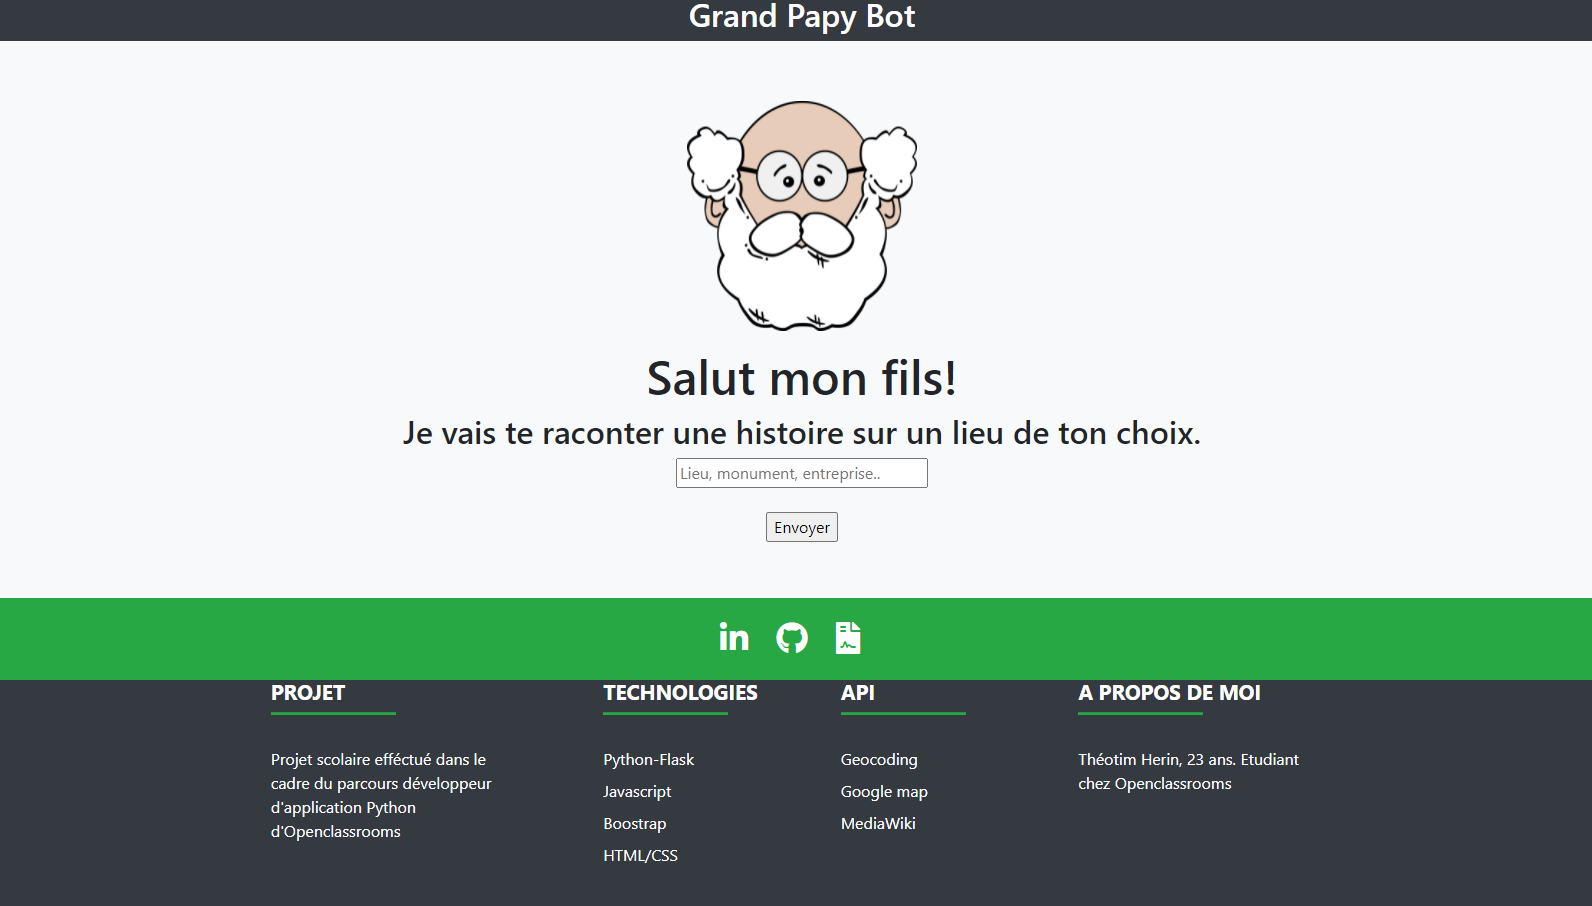 Grand Papy Bot
Salut mon fils!
Je vais te raconter une histoire sur un lieu de ton choix.
Lieu, monument, entreprise..
Envoyer
in
PROJET
Projet scolaire efféctué dans le
cadre du parcours développeur
d'application Python
d'Openclassrooms
TECHNOLOGIES
Python-Flask
Javascript
Boostrap
HTML/CSS
API
Geocoding
Google map
MediaWiki
A PROPOS DE MOI
Théotim Herin, 23 ans. Etudiant
chez Openclassrooms